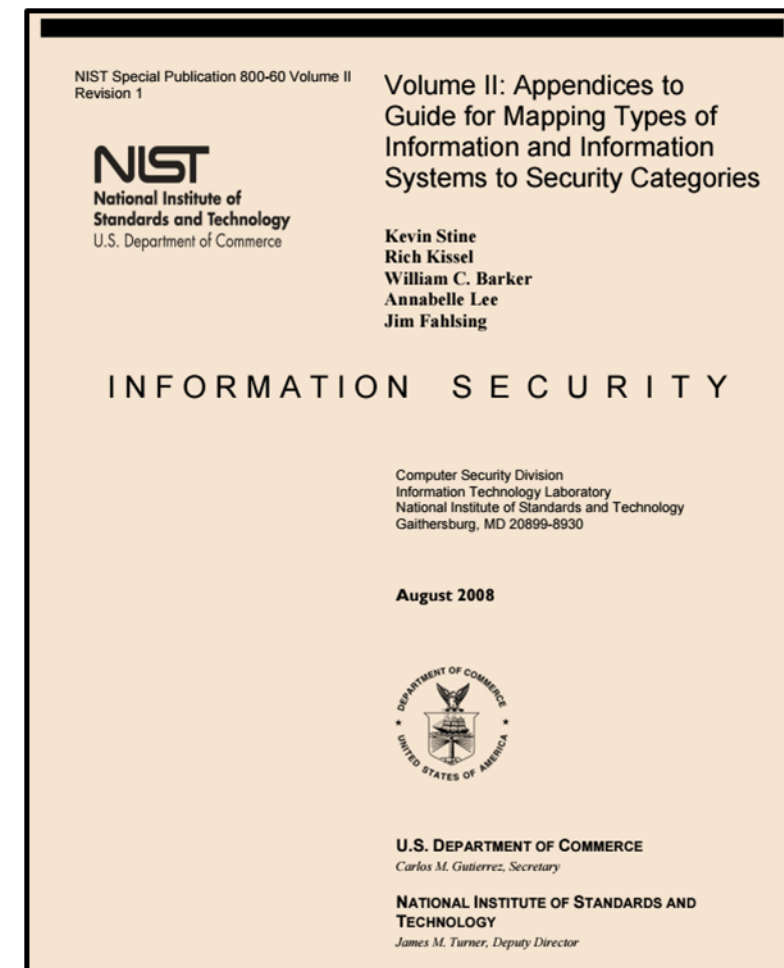 NIST Special Publication 800-60 Volume II
Revision 1
NIST
National Institute of
Standards and Technology
U.S. Department of Commerce
Volume II: Appendices to
Guide for Mapping Types of
Information and Information
Systems to Security Categories
Kevin Stine
Rich Kissel
William C. Barker
Annabelle Lee
Jim Fahlsing
INFORMATION SECURITY
Computer Security Division
Information Technology Laboratory
National Institute of Standards and Technology
Gaithersburg, MD 20899-8930
August 2008
DEPARTMENT OF COMMERCE
UNITED STATES OF AMERICA
U.S. DEPARTMENT OF COMMERCE
Carlos M. Gutierrez, Secretary
NATIONAL INSTITUTE OF STANDARDS AND
TECHNOLOGY
James M. Turner, Deputy Director